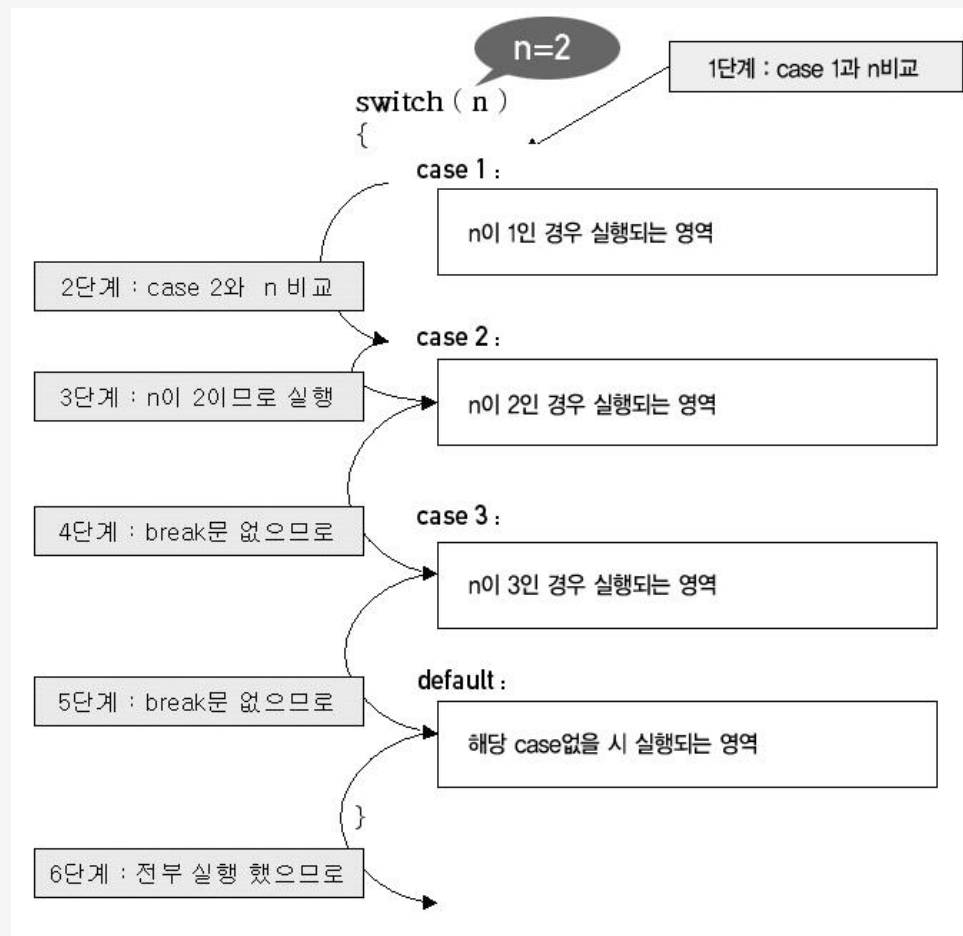 n=2
1단계 : case 1과 n비교
switch ( n )
{
case 1 :
n이 1인 경우 실행되는 영역
2단계 : case 2와 n 비교
case 2 :
3단계 : n이 2이므로 실행
n이 2인 경우 실행되는 영역
case 3 :
4단계 : break문 없으므로
n이 3인 경우 실행되는 영역
default :
5단계 : break문 없으므로
해당 case없을 시 실행되는 영역
}
6단계 : 전부 실행 했으므로